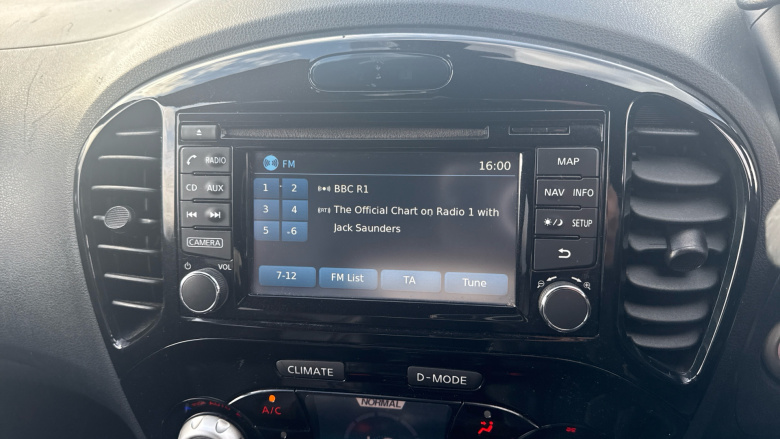 RADIO
CD AUX
CAMERA
VOL
FM 16:00
1 2 BBC R1
3 4 The Official Chart on Radio 1 with
5 6 Jack Saunders
7-12 FM List TA Tune
MAP
NAV INFO
SETUP
CLIMATE D-MODE
A/C NORMAL